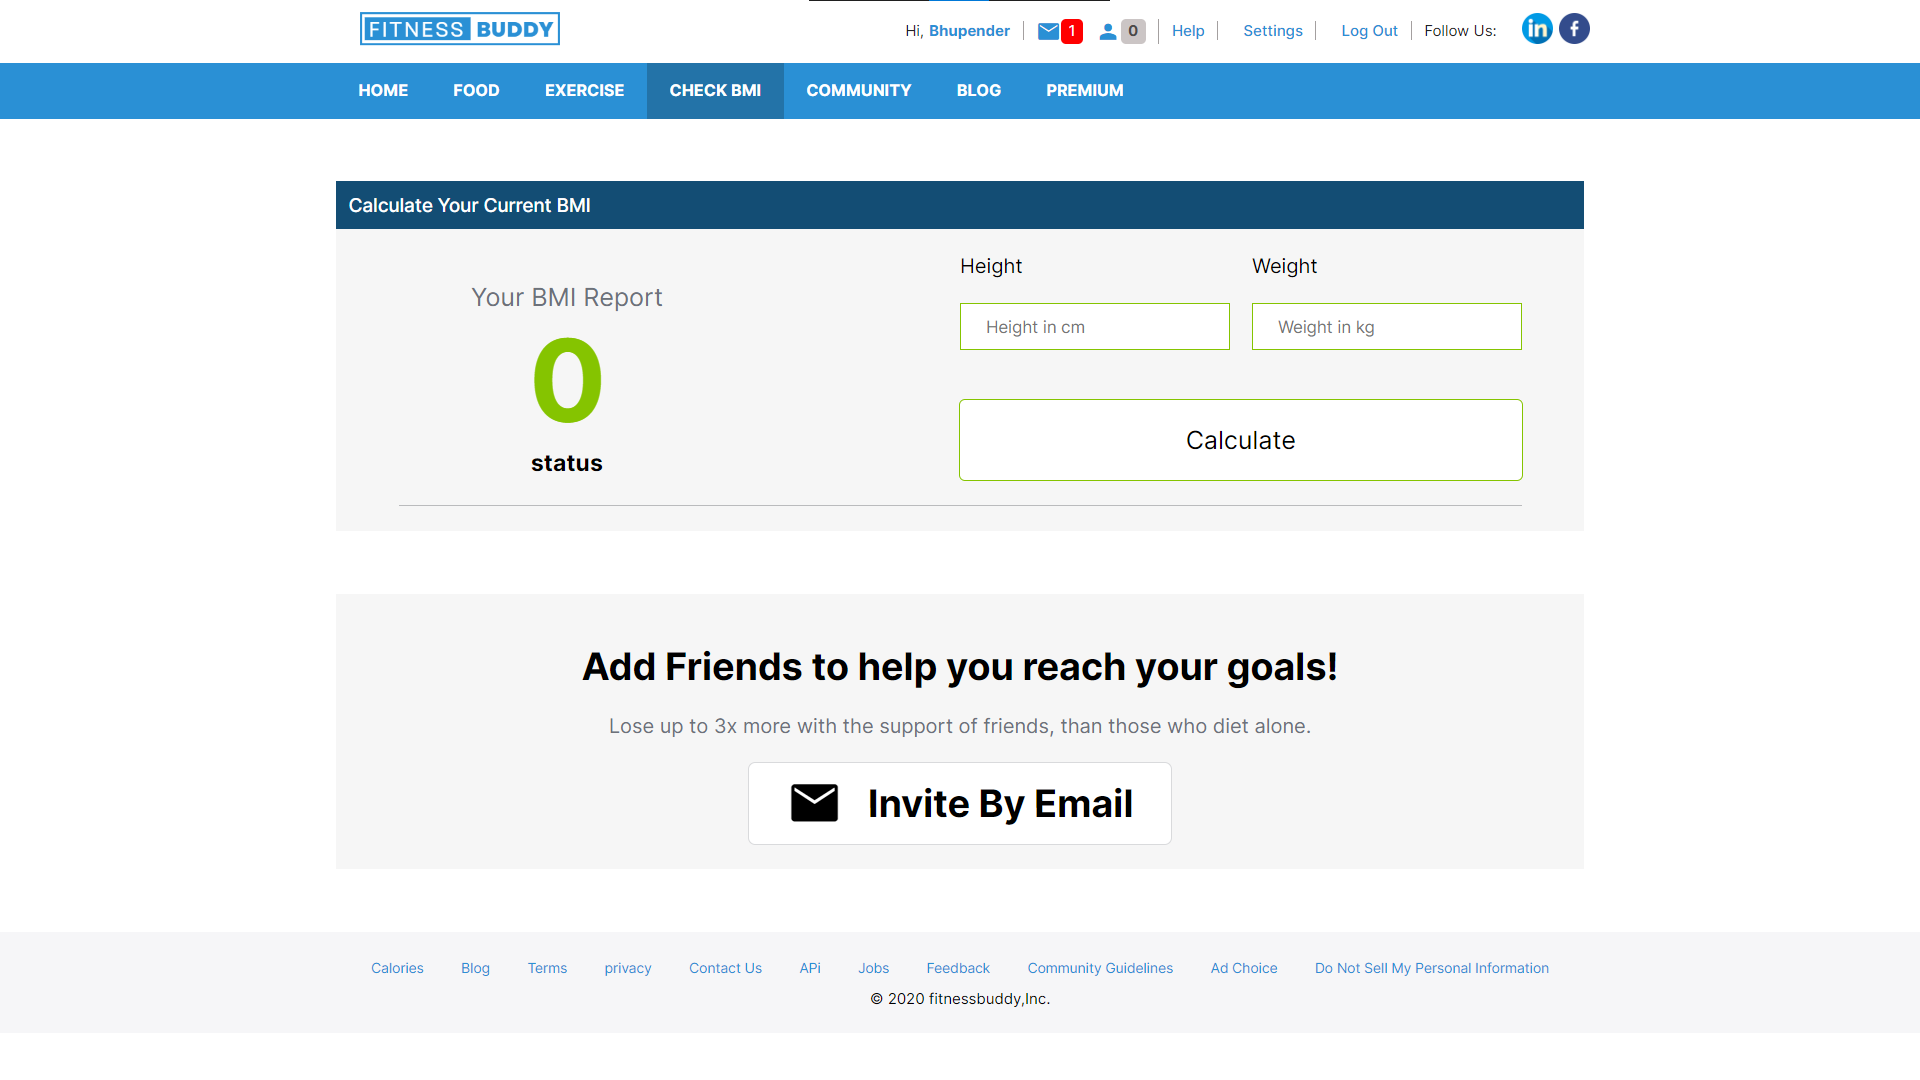 FITNESS BUDDY
Hi, Bhupender 1 0 Help Settings Log Out Follow Us: in f
HOME FOOD EXERCISE CHECK BMI COMMUNITY BLOG PREMIUM
Calculate Your Current BMI
Your BMI Report
0
status
Height Weight
Height in cm Weight in kg
Calculate
Add Friends to help you reach your goals!
Lose up to 3x more with the support of friends, than those who diet alone.
Invite By Email
Calories Blog Terms privacy Contact Us APi Jobs Feedback Community Guidelines Ad Choice Do Not Sell My Personal Information
© 2020 fitnessbuddy,Inc.